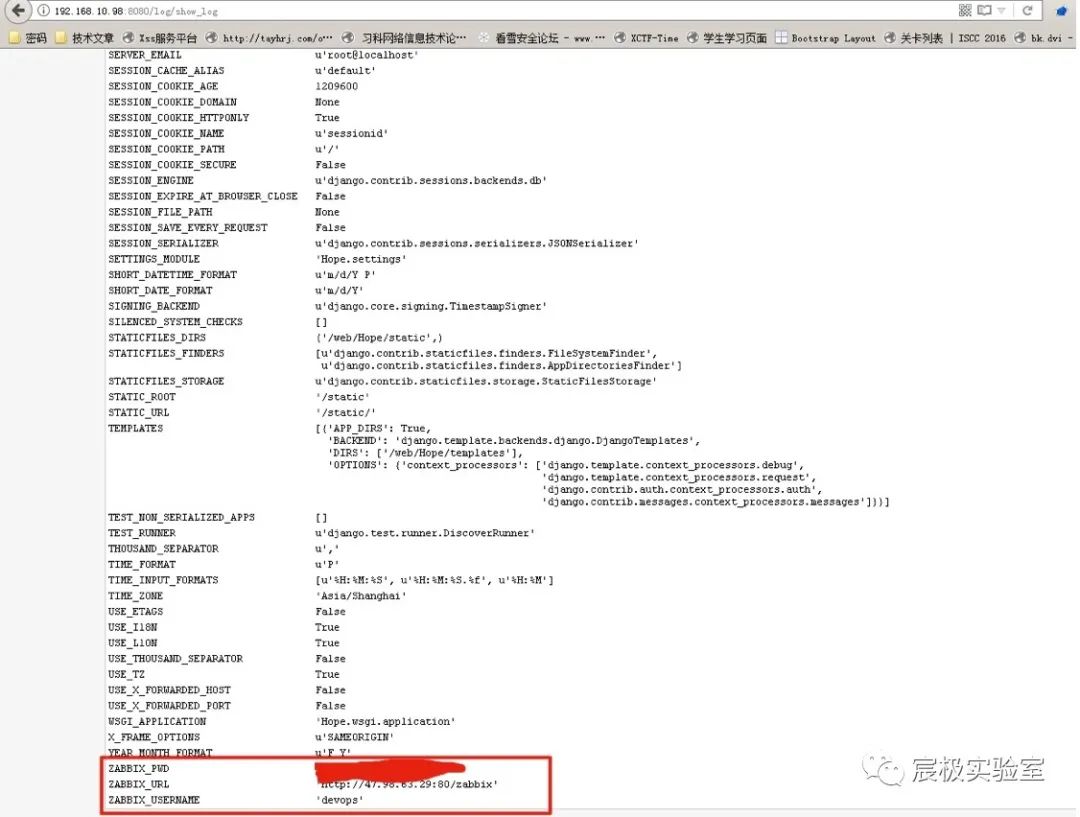 192.168.10.98:8080/log/show_log
密码 技术文章 Xss服务平台 http://tayhrj.com/o… 习科网络信息技术论… 看雪安全论坛 - www.… XCTF-Time 学生学习页面 Bootstrap Layout 关卡列表 | ISCC 2016 bk.dvi -
SERVER_EMAIL u'root@localhost'
SESSION_CACHE_ALIAS u'default'
SESSION_COOKIE_AGE 1209600
SESSION_COOKIE_DOMAIN None
SESSION_COOKIE_HTTPONLY True
SESSION_COOKIE_NAME u'sessionid'
SESSION_COOKIE_PATH u'/'
SESSION_COOKIE_SECURE False
SESSION_ENGINE u'django.contrib.sessions.backends.db'
SESSION_EXPIRE_AT_BROWSER_CLOSE False
SESSION_FILE_PATH None
SESSION_SAVE_EVERY_REQUEST False
SESSION_SERIALIZER u'django.contrib.sessions.serializers.JSONSerializer'
SETTINGS_MODULE 'Hope.settings'
SHORT_DATETIME_FORMAT u'm/d/Y P'
SHORT_DATE_FORMAT u'm/d/Y'
SIGNING_BACKEND u'django.core.signing.TimestampSigner'
SILENCED_SYSTEM_CHECKS []
STATICFILES_DIRS ('/web/Hope/static',)
STATICFILES_FINDERS [u'django.contrib.staticfiles.finders.FileSystemFinder',
u'django.contrib.staticfiles.finders.AppDirectoriesFinder']
STATICFILES_STORAGE u'django.contrib.staticfiles.storage.StaticFilesStorage'
STATIC_ROOT '/static'
STATIC_URL '/static/'
TEMPLATES [{'APP_DIRS': True,
'BACKEND': 'django.template.backends.django.DjangoTemplates',
'DIRS': ['/web/Hope/templates'],
'OPTIONS': {'context_processors': ['django.template.context_processors.debug',
'django.template.context_processors.request',
'django.contrib.auth.context_processors.auth',
'django.contrib.messages.context_processors.messages']}}]
TEST_NON_SERIALIZED_APPS []
TEST_RUNNER u'django.test.runner.DiscoverRunner'
THOUSAND_SEPARATOR u','
TIME_FORMAT u'P'
TIME_INPUT_FORMATS [u'%H:%M:%S', u'%H:%M:%S.%f', u'%H:%M']
TIME_ZONE 'Asia/Shanghai'
USE_ETAGS False
USE_I18N True
USE_L10N True
USE_THOUSAND_SEPARATOR False
USE_TZ True
USE_X_FORWARDED_HOST False
USE_X_FORWARDED_PORT False
WSGI_APPLICATION 'Hope.wsgi.application'
X_FRAME_OPTIONS u'SAMEORIGIN'
YEAR_MONTH_FORMAT u'F Y'
ZABBIX_PWD
ZABBIX_URL 'http://47.98.63.29:80/zabbix'
ZABBIX_USERNAME 'devops'
宸极实验室